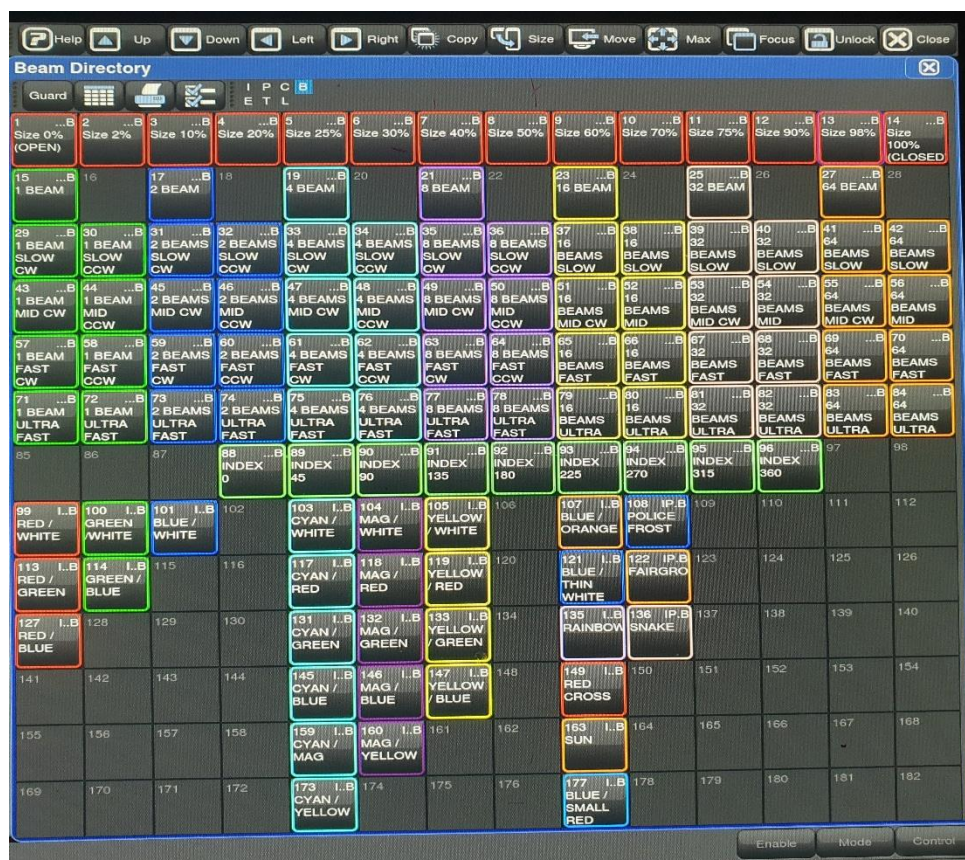 Help
Up
Down
Left
Right
Copy
Size
Move
Max
Focus
Unlock
Close
Beam Directory
Guard
I P C B
E T L
1 ...B
Size 0%
(OPEN)
2 ...B
Size 2%
3 ...B
Size 10%
4 ...B
Size 20%
5 ...B
Size 25%
6 ...B
Size 30%
7 ...B
Size 40%
8 ...B
Size 50%
9 ...B
Size 60%
10 ...B
Size 70%
11 ...B
Size 75%
12 ...B
Size 90%
13 ...B
Size 98%
14 ...B
Size
100%
(CLOSED
15 ...B
1 BEAM
16
17 ...B
2 BEAM
18
19 ...B
4 BEAM
20
21 ...B
8 BEAM
22
23 ...B
16 BEAM
24
25 ...B
32 BEAM
26
27 ...B
64 BEAM
28
29 ...B
1 BEAM
SLOW
CW
30 ...B
1 BEAM
SLOW
CCW
31 ...B
2 BEAMS
SLOW
CW
32 ...B
2 BEAMS
SLOW
CCW
33 ...B
4 BEAMS
SLOW
CW
34 ...B
4 BEAMS
SLOW
CCW
35 ...B
8 BEAMS
SLOW
CW
36 ...B
8 BEAMS
SLOW
CCW
37 ...B
16
BEAMS
SLOW
38 ...B
16
BEAMS
SLOW
39 ...B
32
BEAMS
SLOW
40 ...B
32
BEAMS
SLOW
41 ...B
64
BEAMS
SLOW
42 ...B
64
BEAMS
SLOW
43 ...B
1 BEAM
MID CW
44 ...B
1 BEAM
MID
CCW
45 ...B
2 BEAMS
MID CW
46 ...B
2 BEAMS
MID
CCW
47 ...B
4 BEAMS
MID CW
48 ...B
4 BEAMS
MID
CCW
49 ...B
8 BEAMS
MID CW
50 ...B
8 BEAMS
MID
CCW
51 ...B
16
BEAMS
MID CW
52 ...B
16
BEAMS
MID
53 ...B
32
BEAMS
MID CW
54 ...B
32
BEAMS
MID
55 ...B
64
BEAMS
MID CW
56 ...B
64
BEAMS
MID
57 ...B
1 BEAM
FAST
CW
58 ...B
1 BEAM
FAST
CCW
59 ...B
2 BEAMS
FAST
CW
60 ...B
2 BEAMS
FAST
CCW
61 ...B
4 BEAMS
FAST
CW
62 ...B
4 BEAMS
FAST
CCW
63 ...B
8 BEAMS
FAST
CW
64 ...B
8 BEAMS
FAST
CCW
65 ...B
16
BEAMS
FAST
66 ...B
16
BEAMS
FAST
67 ...B
32
BEAMS
FAST
68 ...B
32
BEAMS
FAST
69 ...B
64
BEAMS
FAST
70 ...B
64
BEAMS
FAST
71 ...B
1 BEAM
ULTRA
FAST
72 ...B
1 BEAM
ULTRA
FAST
73 ...B
2 BEAMS
ULTRA
FAST
74 ...B
2 BEAMS
ULTRA
FAST
75 ...B
4 BEAMS
ULTRA
FAST
76 ...B
4 BEAMS
ULTRA
FAST
77 ...B
8 BEAMS
ULTRA
FAST
78 ...B
8 BEAMS
ULTRA
FAST
79 ...B
16
BEAMS
ULTRA
80 ...B
16
BEAMS
ULTRA
81 ...B
32
BEAMS
ULTRA
82 ...B
32
BEAMS
ULTRA
83 ...B
64
BEAMS
ULTRA
84 ...B
64
BEAMS
ULTRA
85
86
87
88 ...B
INDEX
0
89 ...B
INDEX
45
90 ...B
INDEX
90
91 ...B
INDEX
135
92 ...B
INDEX
180
93 ...B
INDEX
225
94 ...B
INDEX
270
95 ...B
INDEX
315
96 ...B
INDEX
360
97
98
99 I..B
RED /
WHITE
100 I..B
GREEN
/WHITE
101 I..B
BLUE /
WHITE
102
103 I..B
CYAN /
WHITE
104 I..B
MAG /
WHITE
105 I..B
YELLOW
/ WHITE
106
107 I..B
BLUE /
ORANGE
108 IP.B
POLICE
FROST
109
110
111
112
113 I..B
RED /
GREEN
114 I..B
GREEN /
BLUE
115
116
117 I..B
CYAN /
RED
118 I..B
MAG /
RED
119 I..B
YELLOW
/ RED
120
121 I..B
BLUE /
THIN
WHITE
122 IP.B
FAIRGRO
123
124
125
126
127 I..B
RED /
BLUE
128
129
130
131 I..B
CYAN /
GREEN
132 I..B
MAG /
GREEN
133 I..B
YELLOW
/ GREEN
134
135 I..B
RAINBOW
136 IP.B
SNAKE
137
138
139
140
141
142
143
144
145 I..B
CYAN /
BLUE
146 I..B
MAG /
BLUE
147 I..B
YELLOW
/ BLUE
148
149 I..B
RED
CROSS
150
151
152
153
154
155
156
157
158
159 I..B
CYAN /
MAG
160 I..B
MAG /
YELLOW
161
162
163 I..B
SUN
164
165
166
167
168
169
170
171
172
173 I..B
CYAN /
YELLOW
174
175
176
177 I..B
BLUE /
SMALL
RED
178
179
180
181
182
Enable
Mode
Control